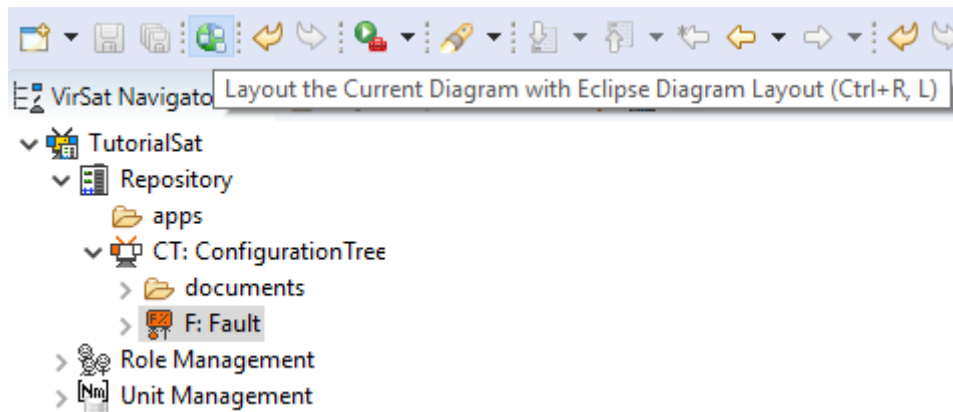 Layout the Current Diagram with Eclipse Diagram Layout (Ctrl+R, L)
VirSat Navigato
TutorialSat
Repository
apps
CT: ConfigurationTree
documents
F: Fault
Role Management
Unit Management